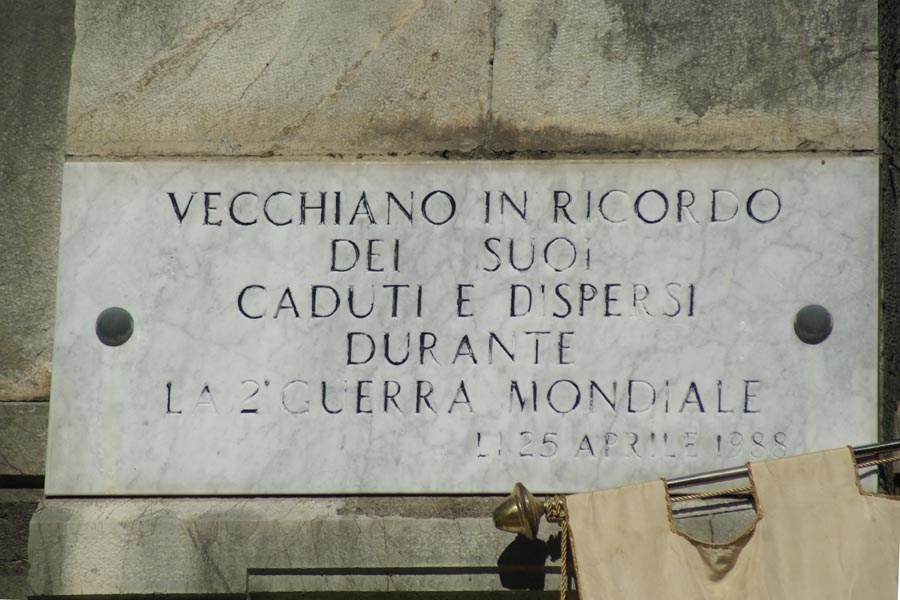 VECCHIANO IN RICORDO
DEI SUOI
CADUTI E DISPERSI
DURANTE
LA 2ª GUERRA MONDIALE
LI 25 APRILE 1988